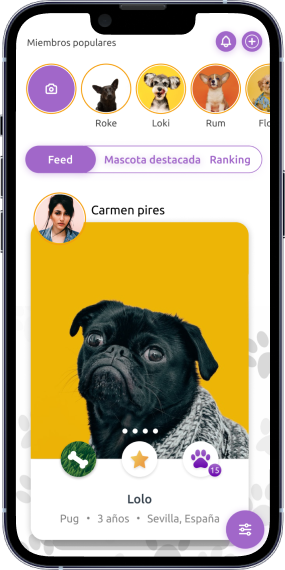 Miembros populares
Roke
Loki
Rum
Flo
Feed
Mascota destacada
Ranking
Carmen pires
15
Lolo
Pug • 3 años • Sevilla, España